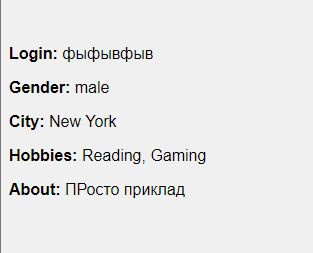 Login: фыфывфыв
Gender: male
City: New York
Hobbies: Reading, Gaming
About: ПРосто приклад